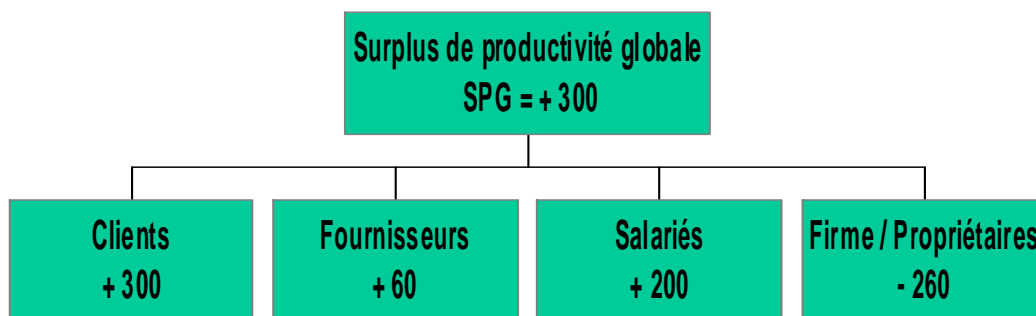 Surplus de productivité globale
SPG = + 300
Clients
+ 300
Fournisseurs
+ 60
Salariés
+ 200
Firme / Propriétaires
- 260